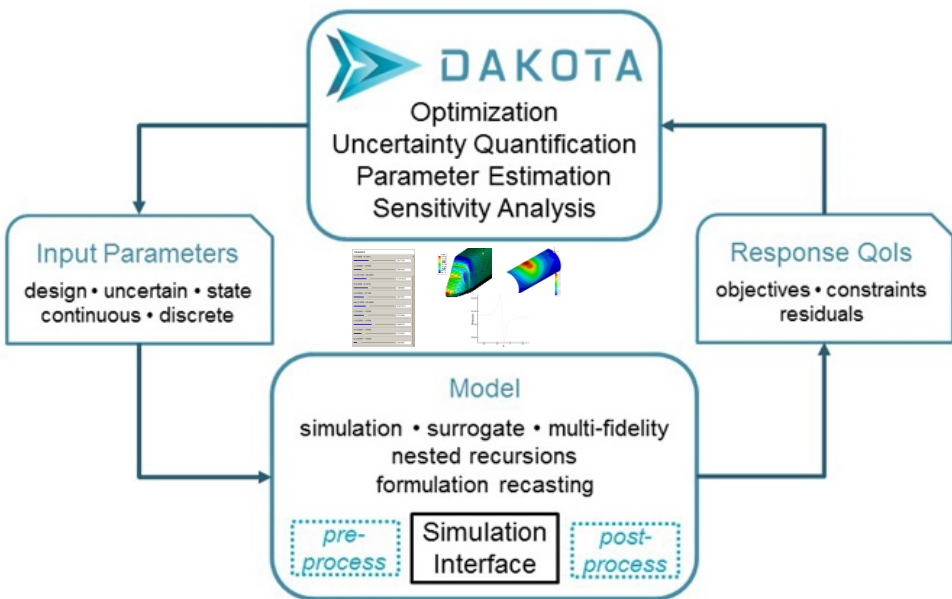 DAKOTA
Optimization
Uncertainty Quantification
Parameter Estimation
Sensitivity Analysis
Input Parameters
design • uncertain • state
continuous • discrete
Response QoIs
objectives • constraints
residuals
Model
simulation • surrogate • multi-fidelity
nested recursions
formulation recasting
pre-
process
Simulation
Interface
post-
process